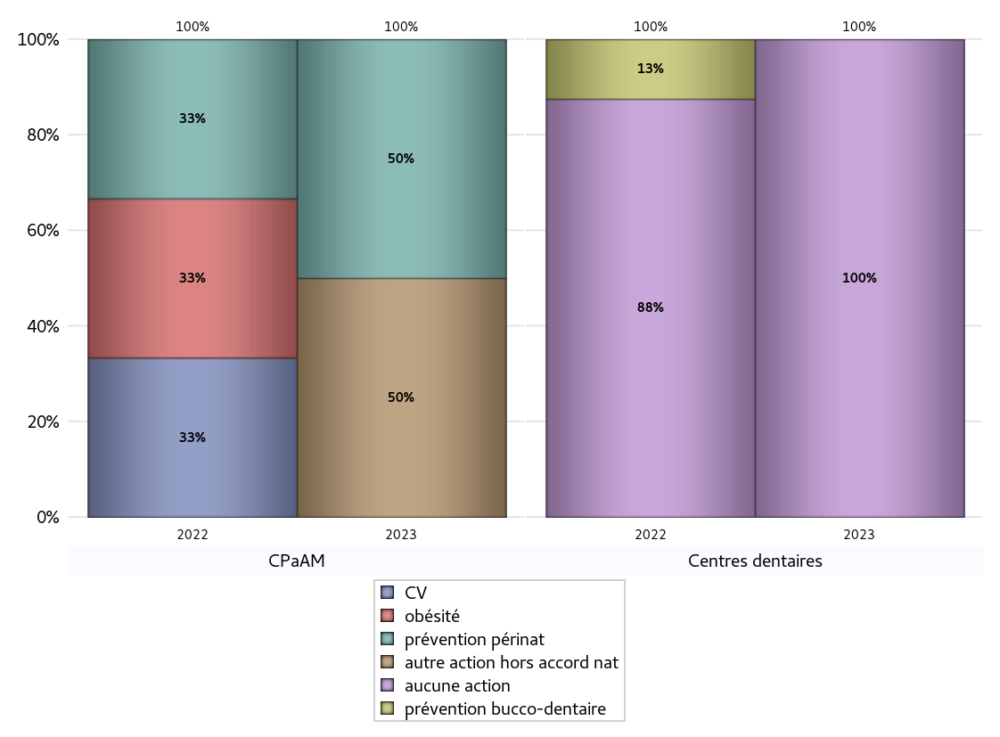 100% 100% 100% 100%
100%
13%
33%
80%
50%
60%
33% 100%
88%
40%
50%
33%
20%
0%
2022 2023 2022 2023
CPaAM Centres dentaires
CV
obésité
prévention périnat
autre action hors accord nat
aucune action
prévention bucco-dentaire